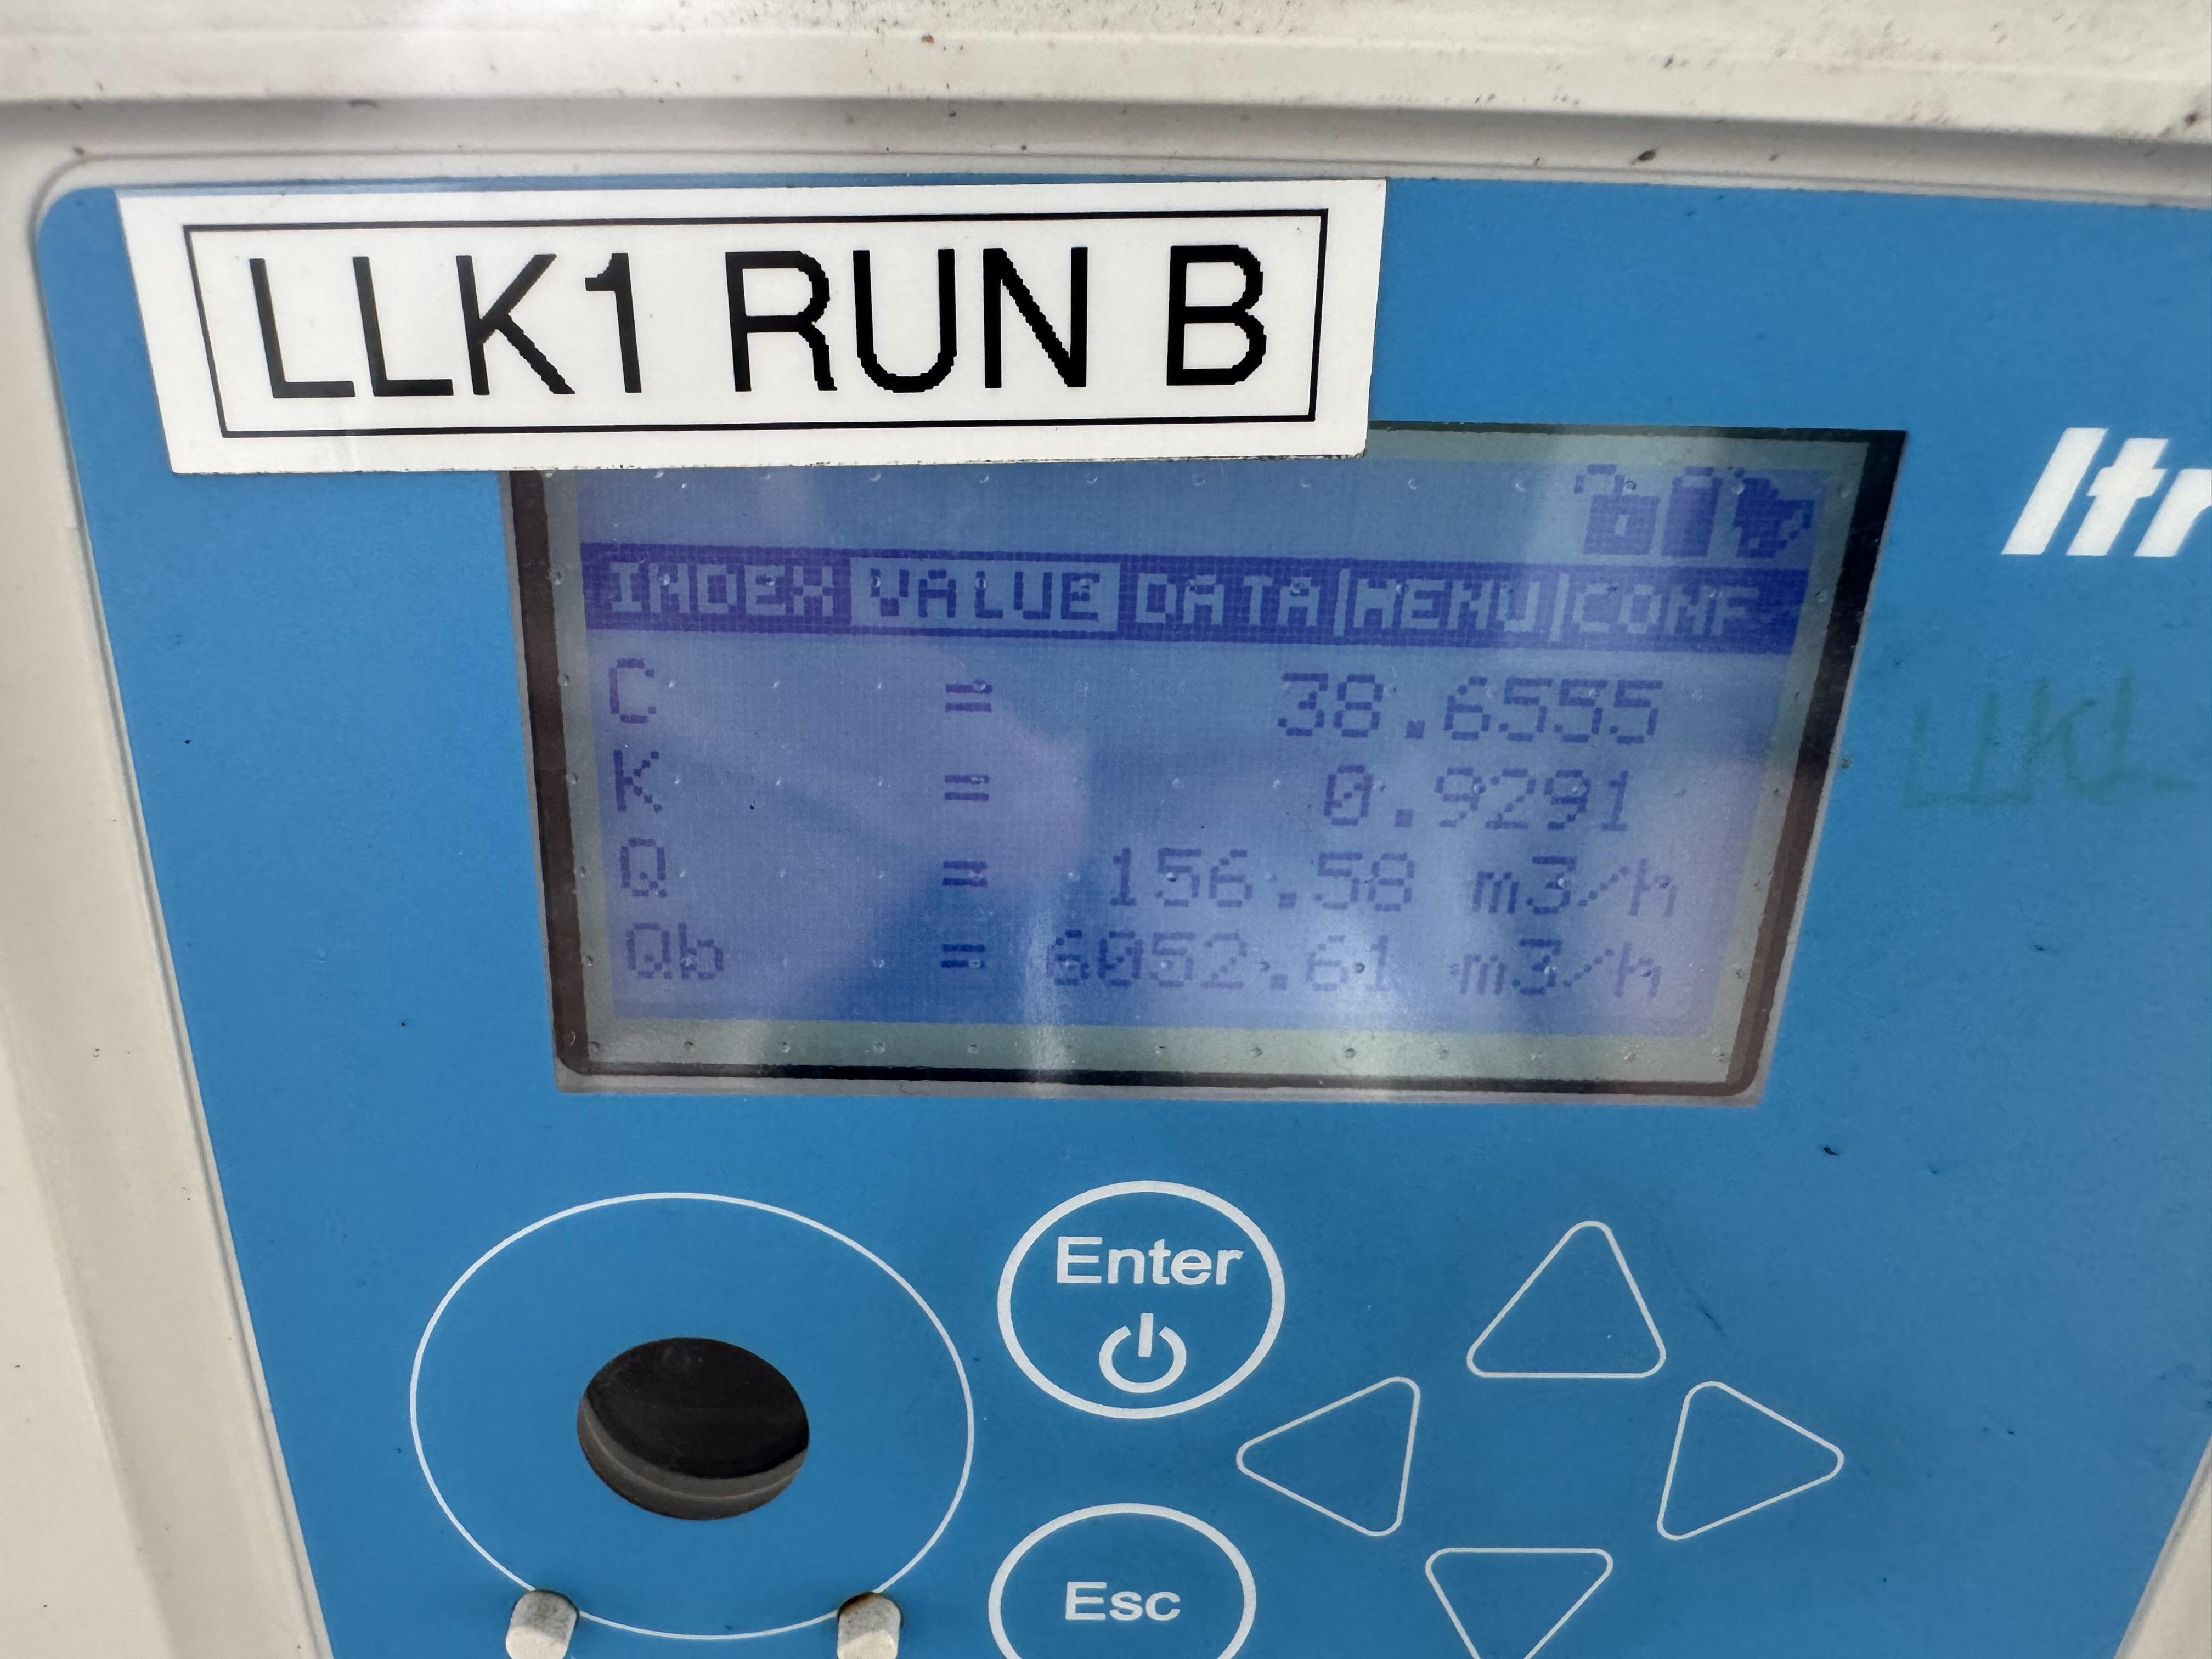 LLK1 RUN B
Itr
INDEX VALUE DATA|MENU|CONF
C = 38.6555
K = 0.9291
Q = 156.58 m3/h
Qb = 6052.61 m3/h
Enter
Esc